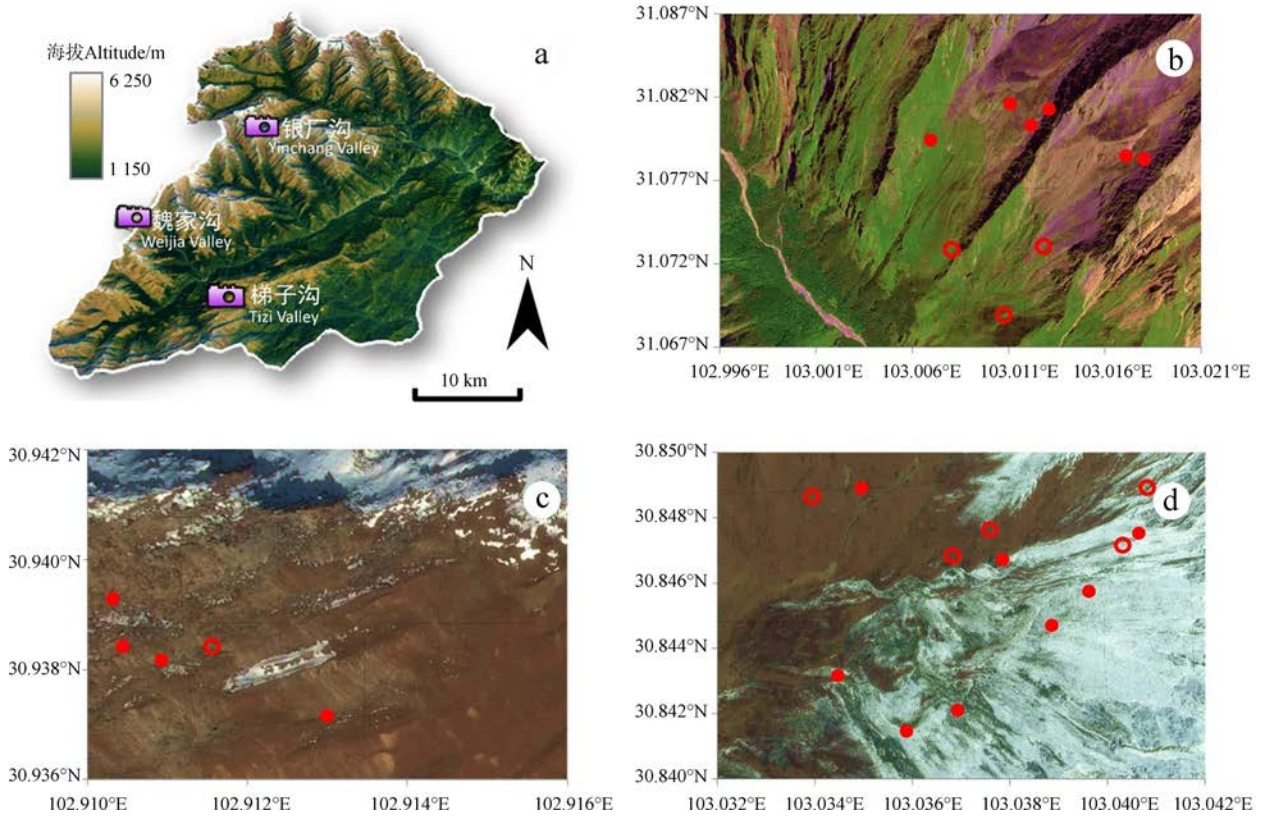 海拔Altitude/m
6 250
1 150
a
银厂沟
Yinchang Valley
魏家沟
Weijia Valley
梯子沟
Tizi Valley
N
10 km
b
31.087°N
31.082°N
31.077°N
31.072°N
31.067°N
102.996°E 103.001°E 103.006°E 103.011°E 103.016°E 103.021°E
c
30.942°N
30.940°N
30.938°N
30.936°N
102.910°E 102.912°E 102.914°E 102.916°E
d
30.850°N
30.848°N
30.846°N
30.844°N
30.842°N
30.840°N
103.032°E 103.034°E 103.036°E 103.038°E 103.040°E 103.042°E